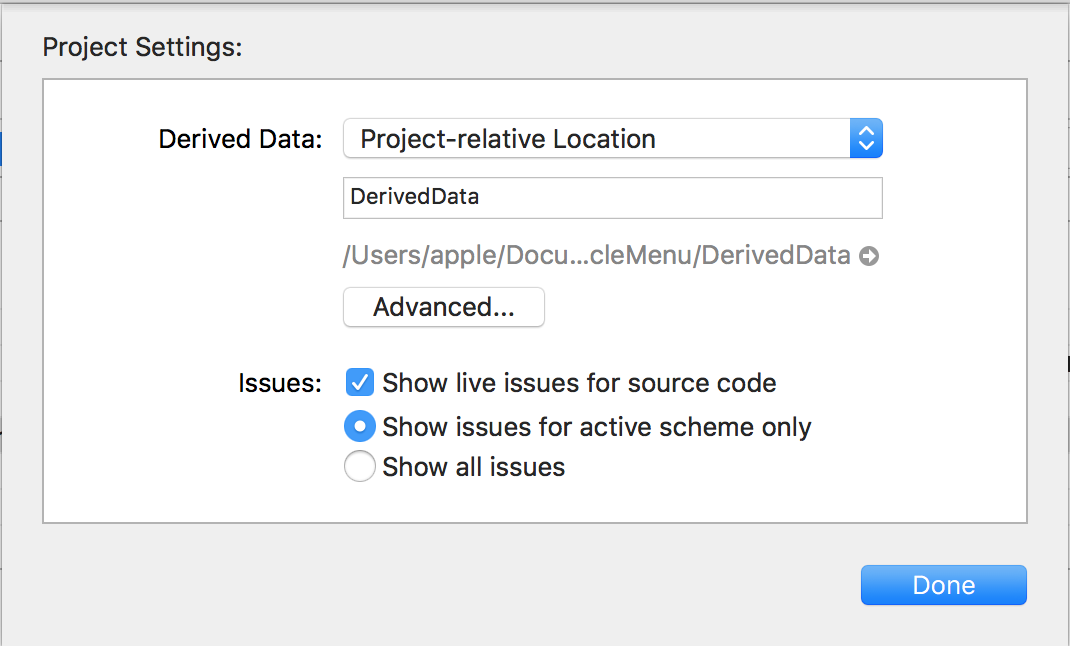 Project Settings:
Derived Data: Project-relative Location
DerivedData
/Users/apple/Docu...cleMenu/DerivedData
Advanced...
Issues: Show live issues for source code
Show issues for active scheme only
Show all issues
Done